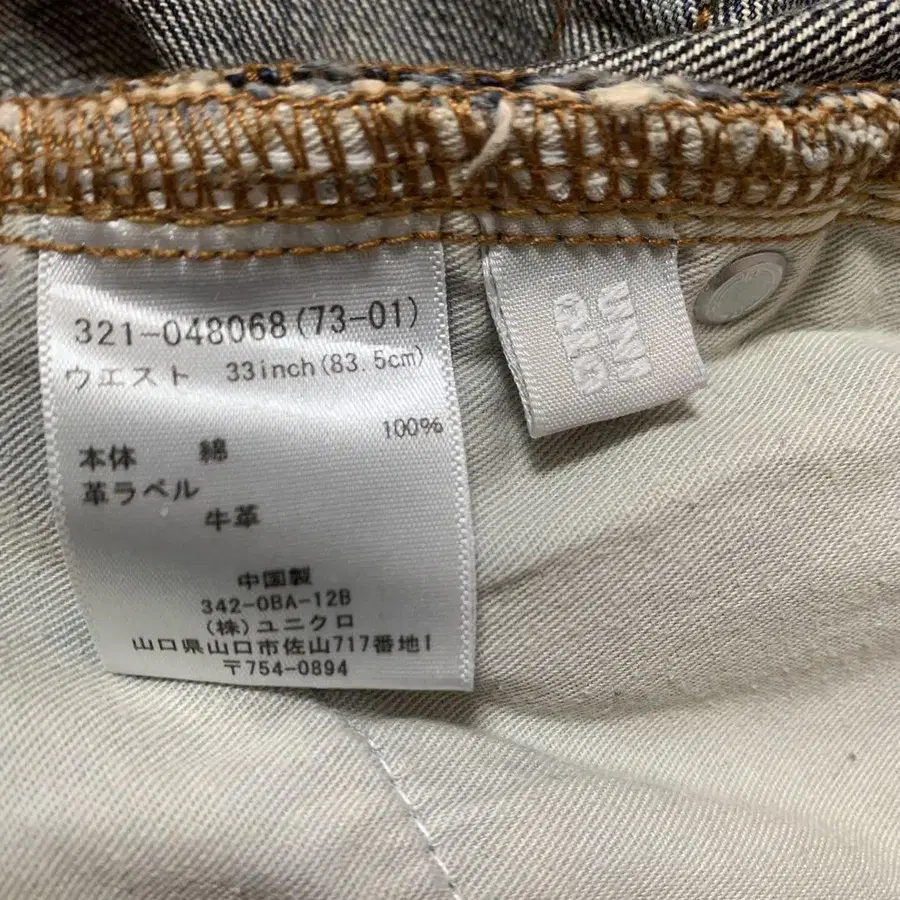 321-048068(73-01)
ウエスト 33inch(83.5cm)
100%
本体 綿
革ラベル
牛革
中国製
342-0BA-12B
(株)ユニクロ
山口県山口市佐山717番地1
〒754-0894
UNI
QLO